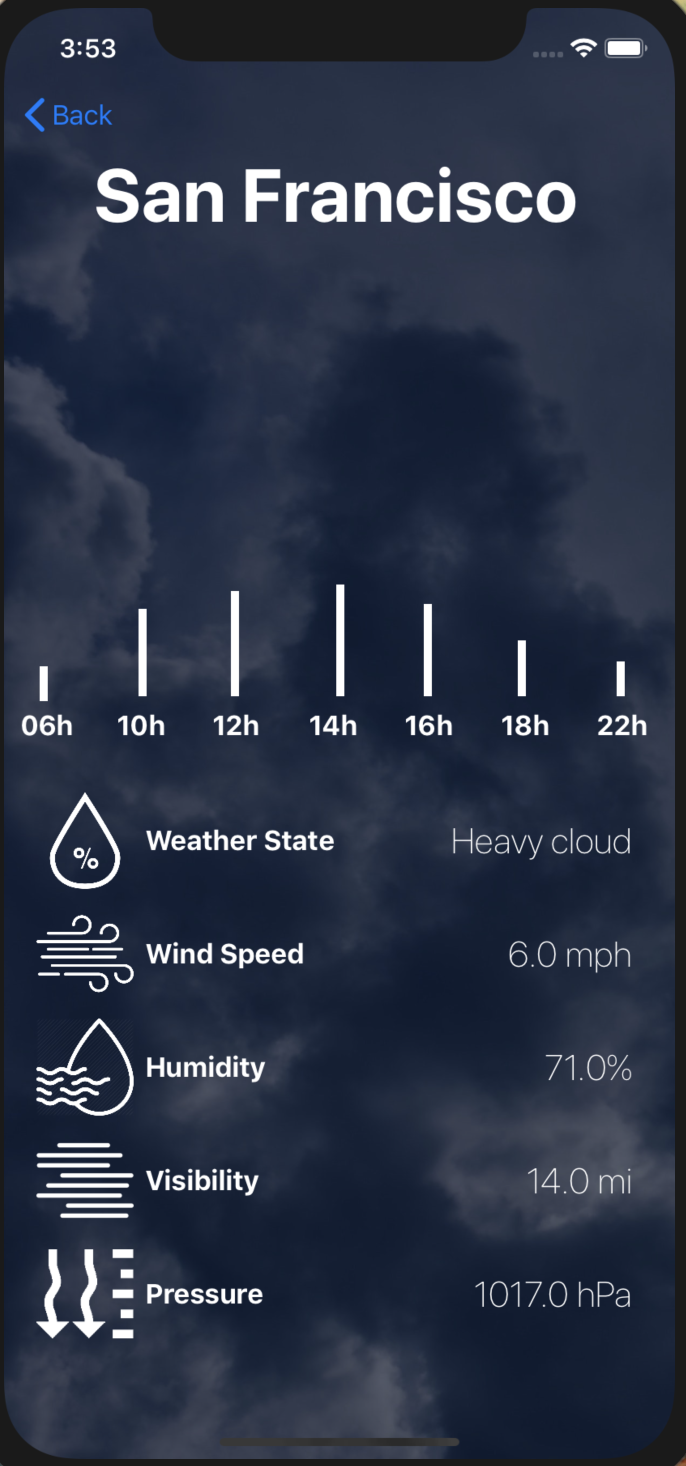 3:53
Back
San Francisco
06h 10h 12h 14h 16h 18h 22h
% Weather State Heavy cloud
Wind Speed 6.0 mph
Humidity 71.0%
Visibility 14.0 mi
Pressure 1017.0 hPa